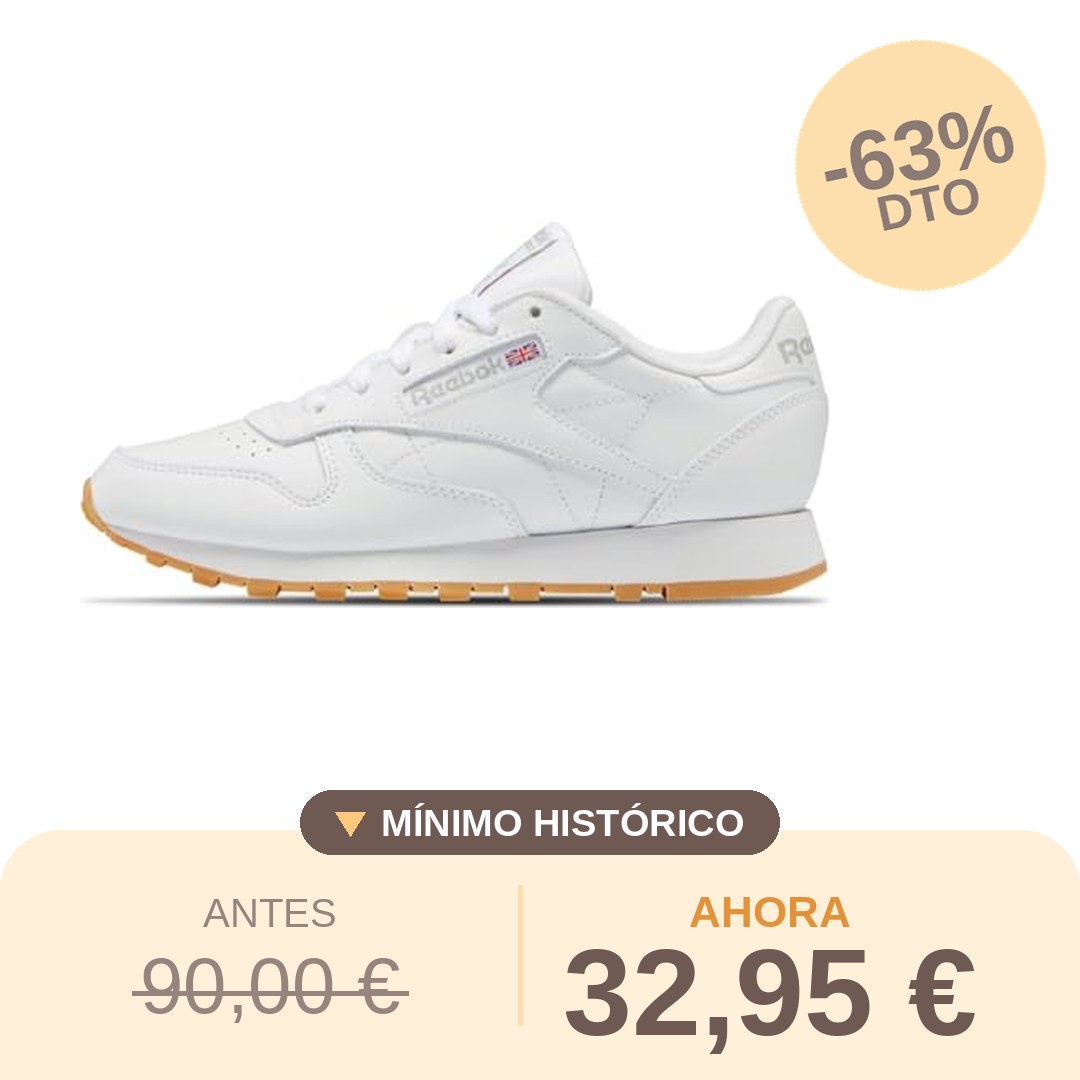 -63%
DTO
Reebok
Re
MÍNIMO HISTÓRICO
ANTES
90,00 €
AHORA
32,95 €